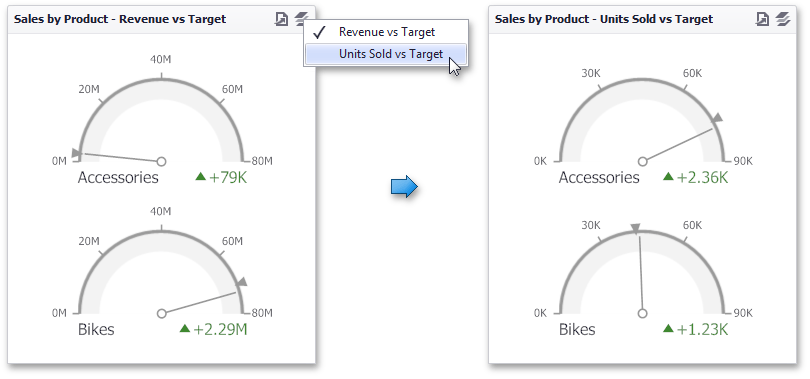 Sales by Product - Revenue vs Target
Revenue vs Target
Units Sold vs Target
40M
20M
60M
0M
80M
Accessories
+79K
40M
20M
60M
0M
80M
Bikes
+2.29M
Sales by Product - Units Sold vs Target
30K
60K
0K
90K
Accessories
+2.36K
30K
60K
0K
90K
Bikes
+1.23K